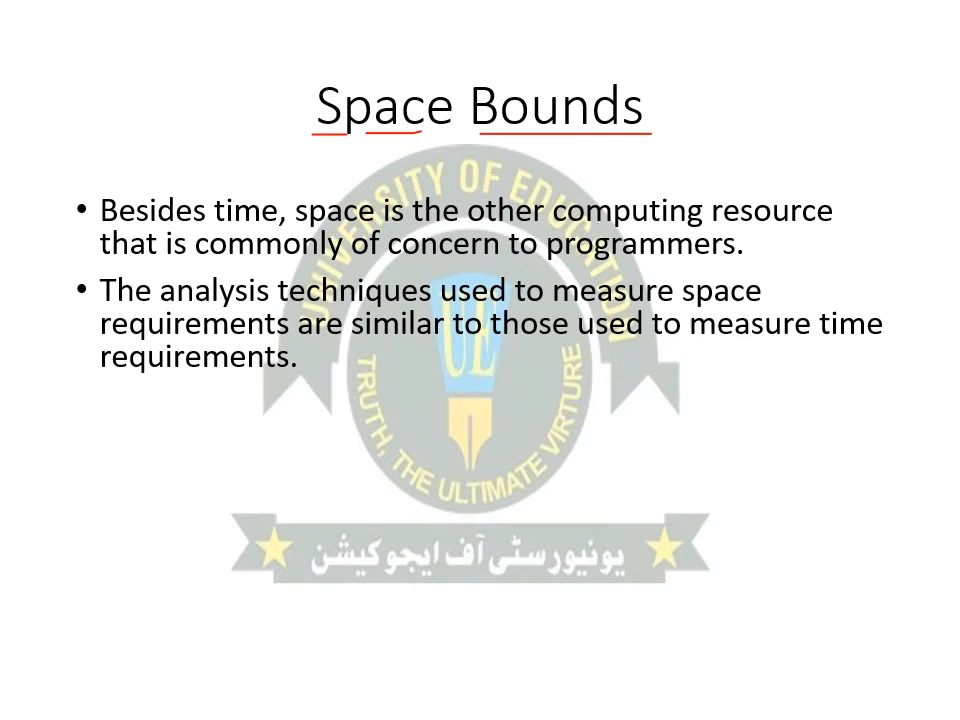 Space Bounds
• Besides time, space is the other computing resource
that is commonly of concern to programmers.
• The analysis techniques used to measure space
requirements are similar to those used to measure time
requirements.
UNIVERSITY OF EDUCATION
UE
TRUTH, THE ULTIMATE VIRTURE
یونیورسٹی آف ایجوکیشن